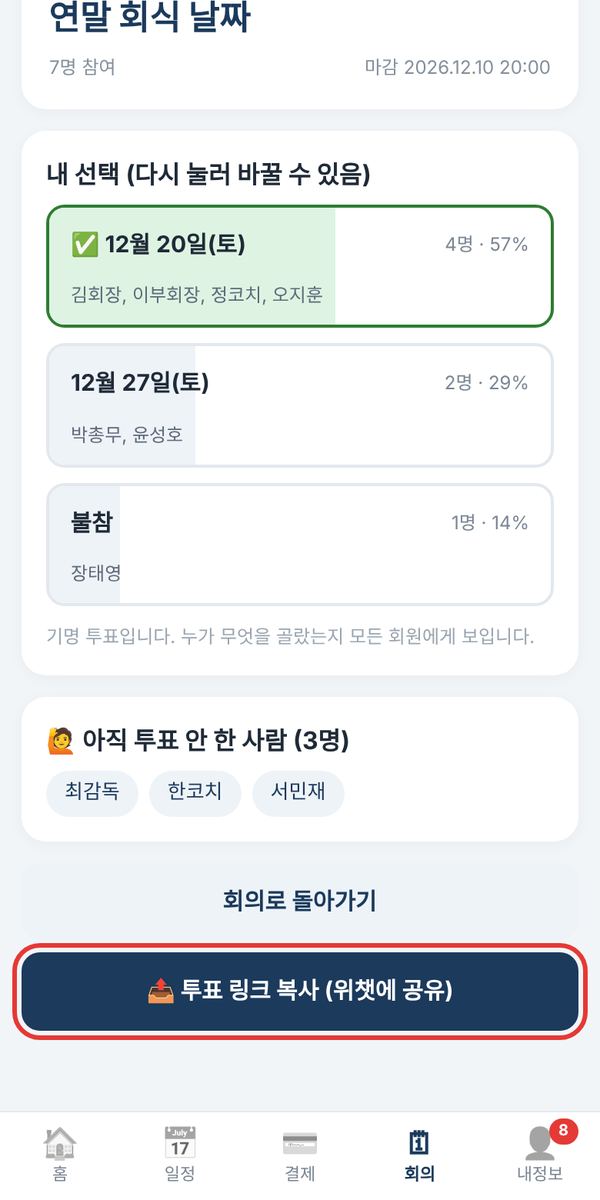 연말 회식 날짜
7명 참여 마감 2026.12.10 20:00
내 선택 (다시 눌러 바꿀 수 있음)
✅ 12월 20일(토) 4명 · 57%
김회장, 이부회장, 정코치, 오지훈
12월 27일(토) 2명 · 29%
박총무, 윤성호
불참 1명 · 14%
장태영
기명 투표입니다. 누가 무엇을 골랐는지 모든 회원에게 보입니다.
🙋 아직 투표 안 한 사람 (3명)
최감독 한코치 서민재
회의로 돌아가기
📤 투표 링크 복사 (위챗에 공유)
July
17
8
홈 일정 결제 회의 내정보